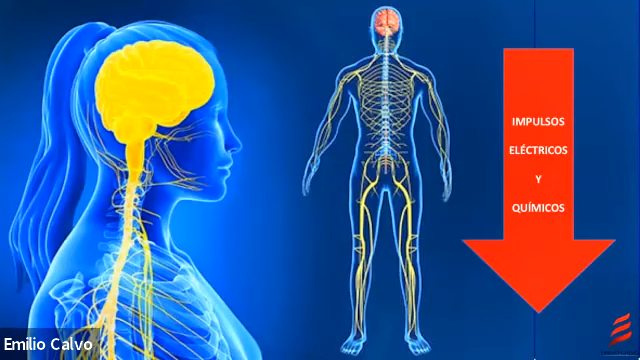 IMPULSOS
ELÉCTRICOS
Y
QUÍMICOS
Emilio Calvo